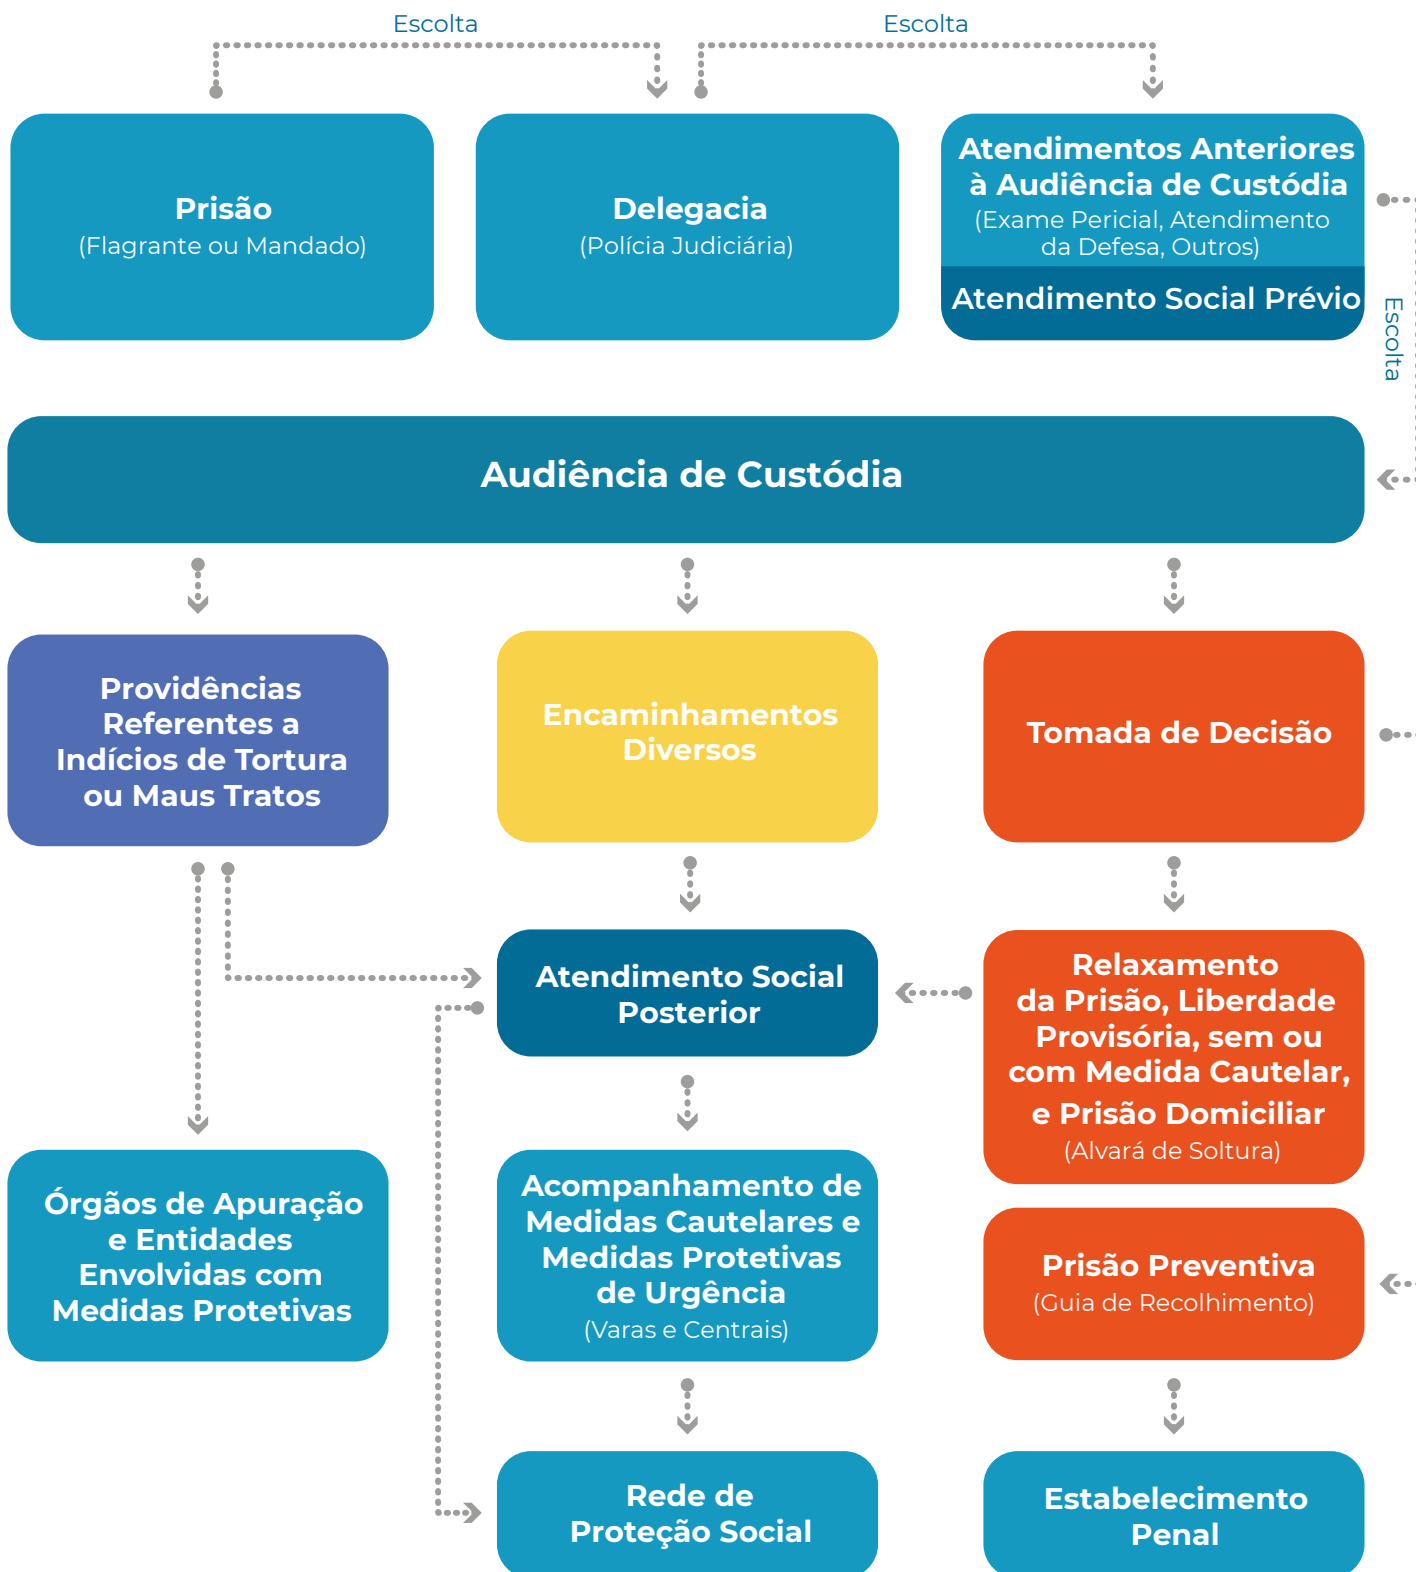 Escolta
Escolta
Prisão
(Flagrante ou Mandado)
Delegacia
(Polícia Judiciária)
Atendimentos Anteriores
à Audiência de Custódia
(Exame Pericial, Atendimento
da Defesa, Outros)
Atendimento Social Prévio
Escolta
Audiência de Custódia
Providências
Referentes a
Indícios de Tortura
ou Maus Tratos
Encaminhamentos
Diversos
Tomada de Decisão
Atendimento Social
Posterior
Relaxamento
da Prisão, Liberdade
Provisória, sem ou
com Medida Cautelar,
e Prisão Domiciliar
(Alvará de Soltura)
Órgãos de Apuração
e Entidades
Envolvidas com
Medidas Protetivas
Acompanhamento de
Medidas Cautelares e
Medidas Protetivas
de Urgência
(Varas e Centrais)
Prisão Preventiva
(Guia de Recolhimento)
Rede de
Proteção Social
Estabelecimento
Penal